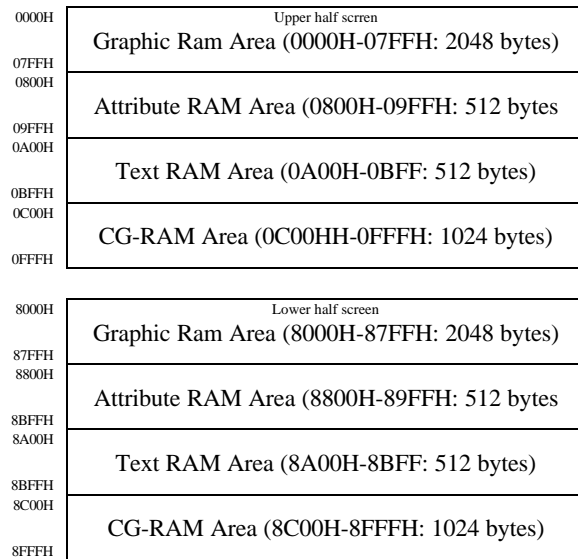 0000H
Upper half scrren
Graphic Ram Area (0000H-07FFH: 2048 bytes)
07FFH
0800H
Attribute RAM Area (0800H-09FFH: 512 bytes
09FFH
0A00H
Text RAM Area (0A00H-0BFF: 512 bytes)
0BFFH
0C00H
CG-RAM Area (0C00HH-0FFFH: 1024 bytes)
0FFFH
8000H
Lower half screen
Graphic Ram Area (8000H-87FFH: 2048 bytes)
87FFH
8800H
Attribute RAM Area (8800H-89FFH: 512 bytes
8BFFH
8A00H
Text RAM Area (8A00H-8BFF: 512 bytes)
8BFFH
8C00H
CG-RAM Area (8C00H-8FFFH: 1024 bytes)
8FFFH